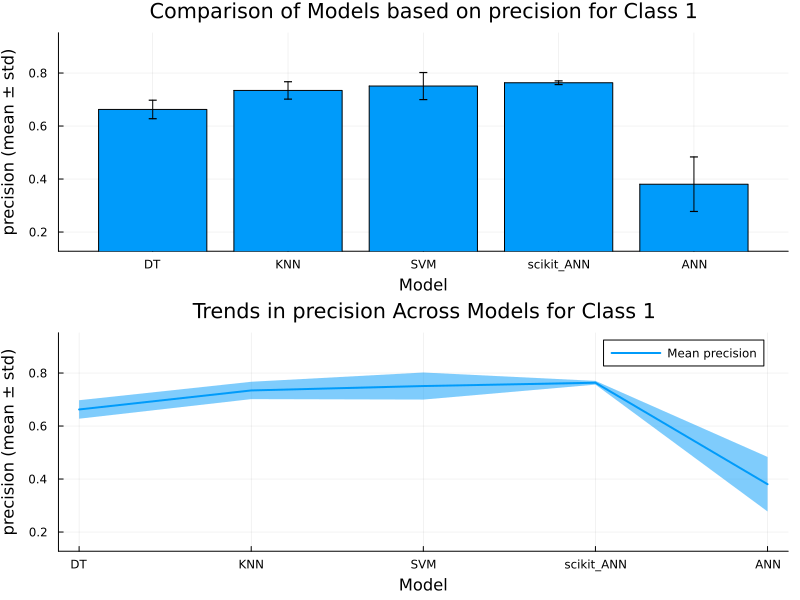 Comparison of Models based on precision for Class 1
precision (mean ± std)
0.8
0.6
0.4
0.2
DT KNN SVM scikit_ANN ANN
Model
Trends in precision Across Models for Class 1
precision (mean ± std)
Mean precision
0.8
0.6
0.4
0.2
DT KNN SVM scikit_ANN ANN
Model